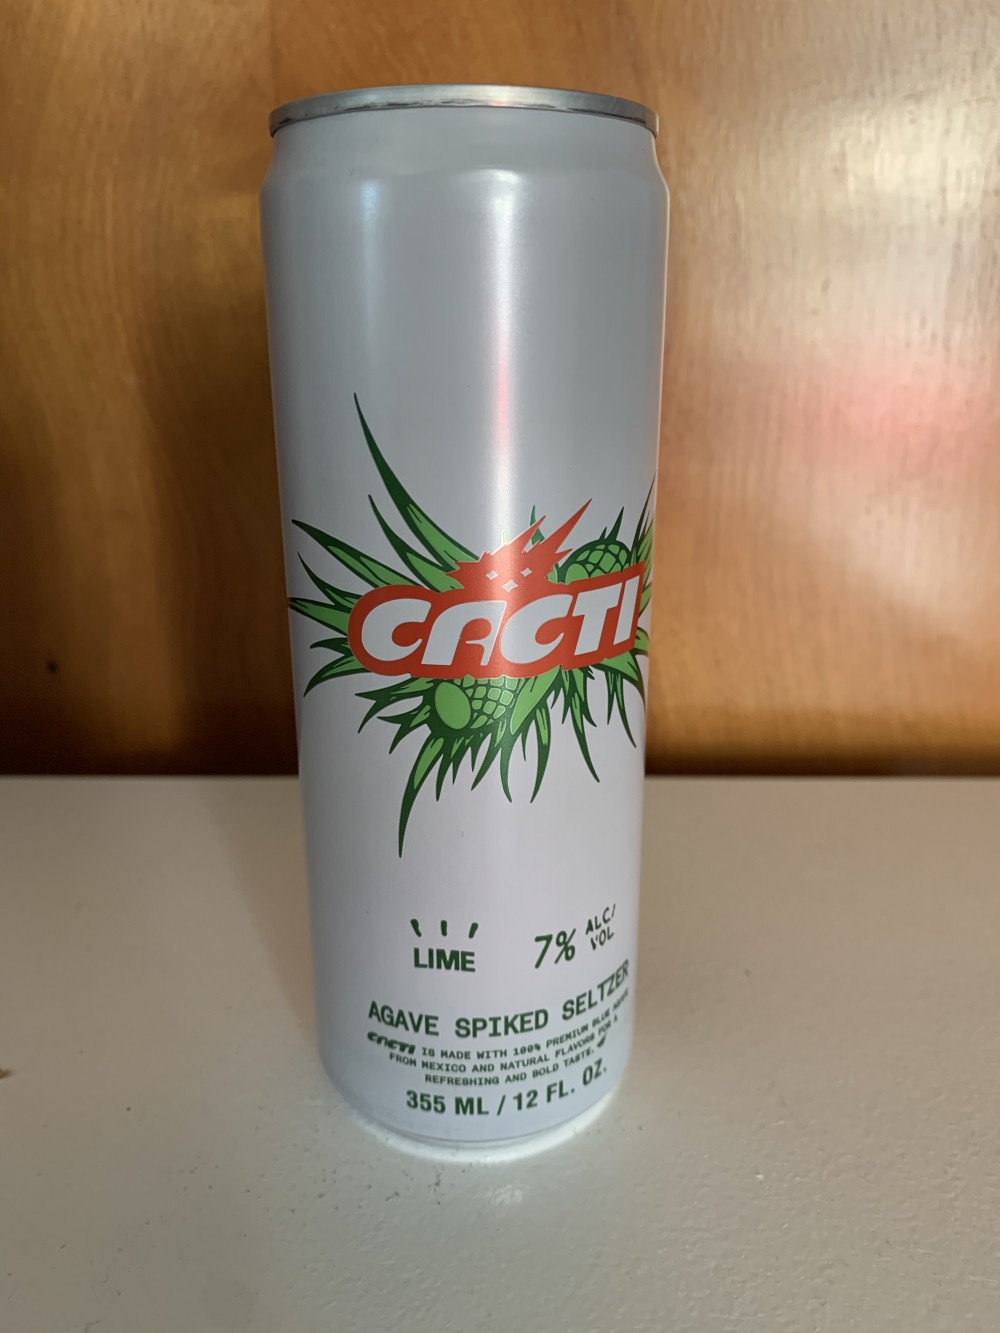 CACTI
LIME
7% ALC/
VOL
AGAVE SPIKED SELTZER
CACTI IS MADE WITH 100% PREMIUM BLUE AGAVE
FROM MEXICO AND NATURAL FLAVORS FOR A
REFRESHING AND BOLD TASTE.
355 ML / 12 FL. OZ.